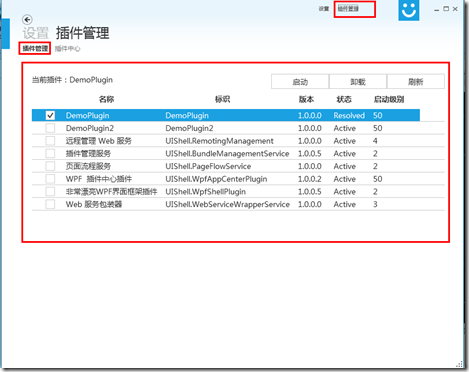 设置 插件管理
设置 插件管理
插件管理 插件中心
当前插件：DemoPlugin 启动 卸载 刷新
名称 标识 版本 状态 启动级别
DemoPlugin DemoPlugin 1.0.0.0 Resolved 50
DemoPlugin2 DemoPlugin2 1.0.0.0 Active 50
远程管理 Web 服务 UIShell.RemotingManagement 1.0.0.0 Active 4
插件管理服务 UIShell.BundleManagementService 1.0.0.5 Active 2
页面流程服务 UIShell.PageFlowService 1.0.0.0 Active 2
WPF 插件中心插件 UIShell.WpfAppCenterPlugin 1.0.0.2 Active 50
非常漂亮WPF界面框架插件 UIShell.WpfShellPlugin 1.0.0.5 Active 2
Web 服务包装器 UIShell.WebServiceWrapperService 1.0.0.0 Active 3